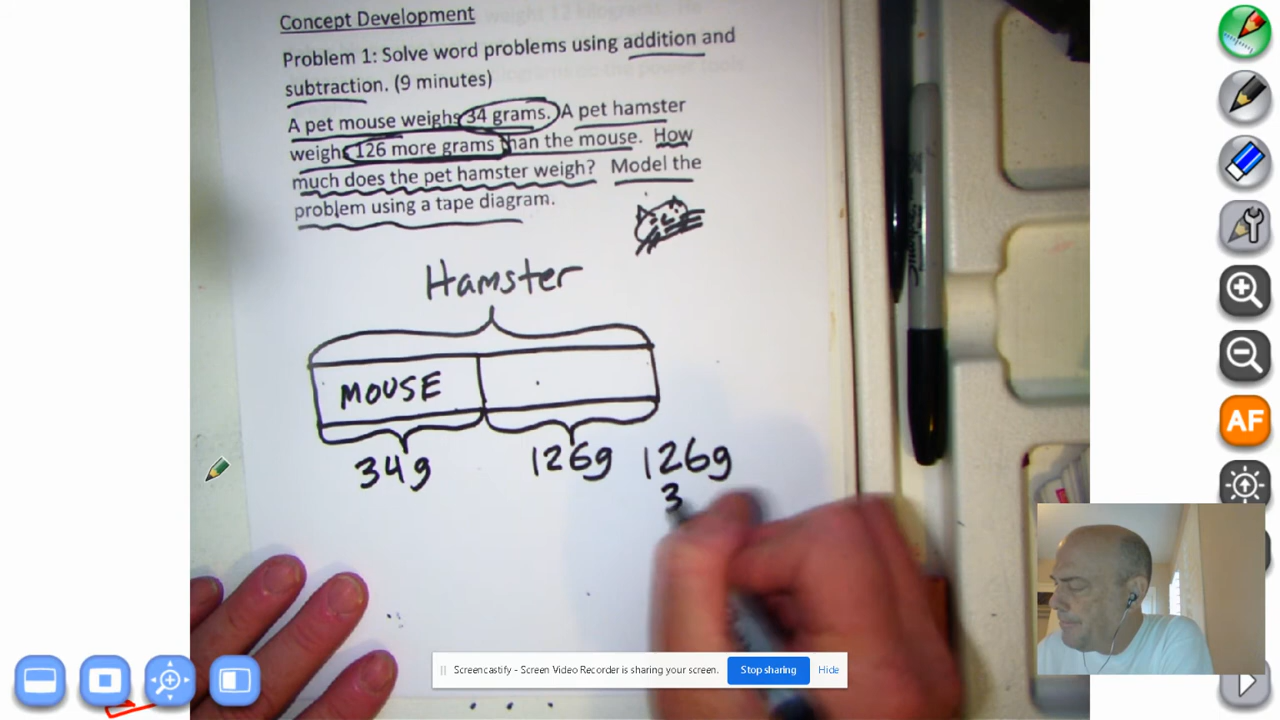 Concept Development
Problem 1: Solve word problems using addition and
subtraction. (9 minutes)
A pet mouse weighs 34 grams. A pet hamster
weighs 126 more grams than the mouse. How
much does the pet hamster weigh? Model the
problem using a tape diagram.
Hamster
MOUSE
34g 126g 126g
3
AF
Screencastify - Screen Video Recorder is sharing your screen. Stop sharing Hide